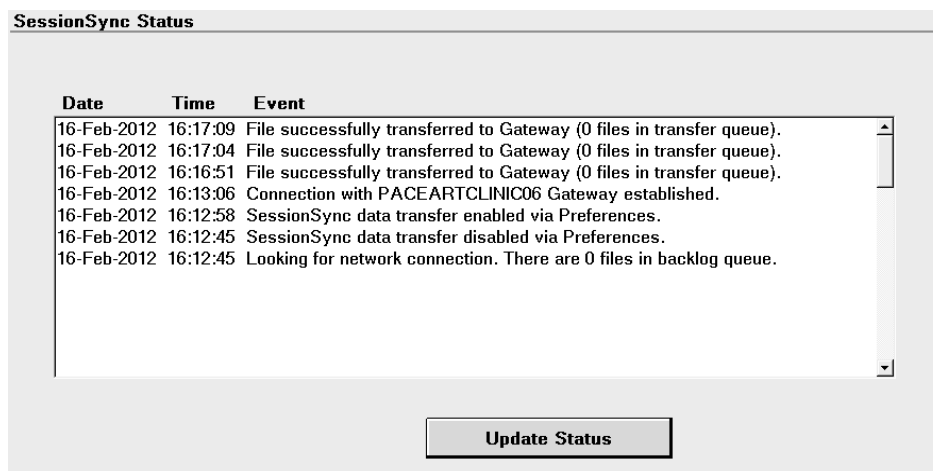 SessionSync Status
Date Time Event
16-Feb-2012 16:17:09 File successfully transferred to Gateway (0 files in transfer queue).
16-Feb-2012 16:17:04 File successfully transferred to Gateway (0 files in transfer queue).
16-Feb-2012 16:16:51 File successfully transferred to Gateway (0 files in transfer queue).
16-Feb-2012 16:13:06 Connection with PACEARTCLINIC06 Gateway established.
16-Feb-2012 16:12:58 SessionSync data transfer enabled via Preferences.
16-Feb-2012 16:12:45 SessionSync data transfer disabled via Preferences.
16-Feb-2012 16:12:45 Looking for network connection. There are 0 files in backlog queue.
Update Status